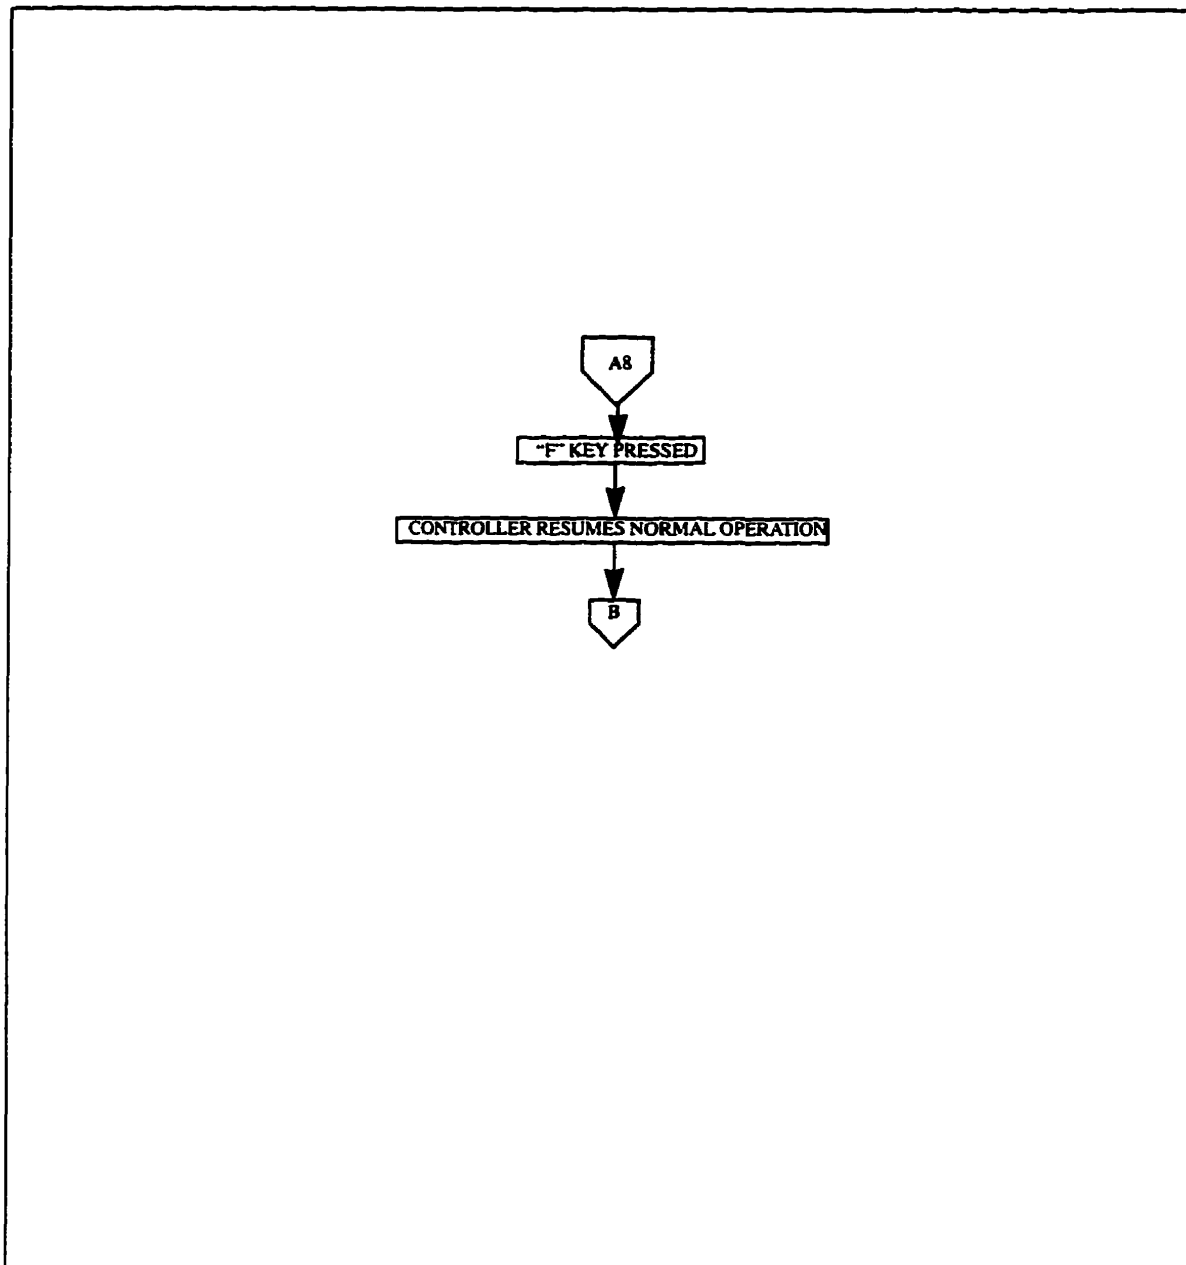 A8
"F" KEY PRESSED
CONTROLLER RESUMES NORMAL OPERATION
B